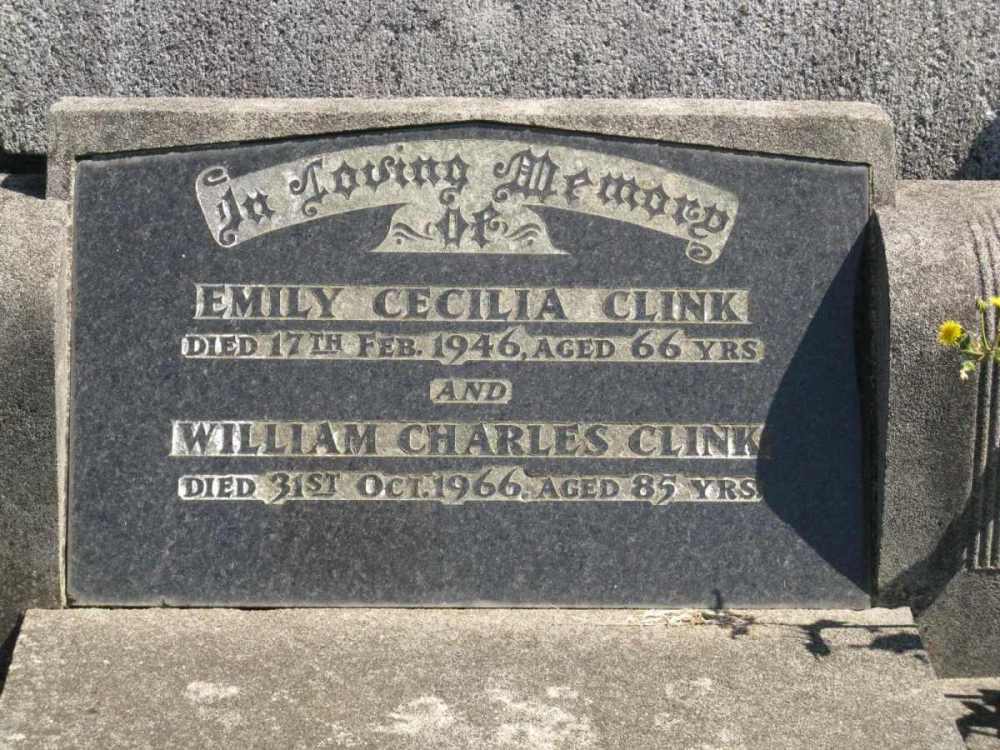 In Loving Memory
Of
EMILY CECILIA CLINK
DIED 17TH FEB. 1946, AGED 66 YRS
AND
WILLIAM CHARLES CLINK
DIED 31ST OCT. 1966, AGED 85 YRS.